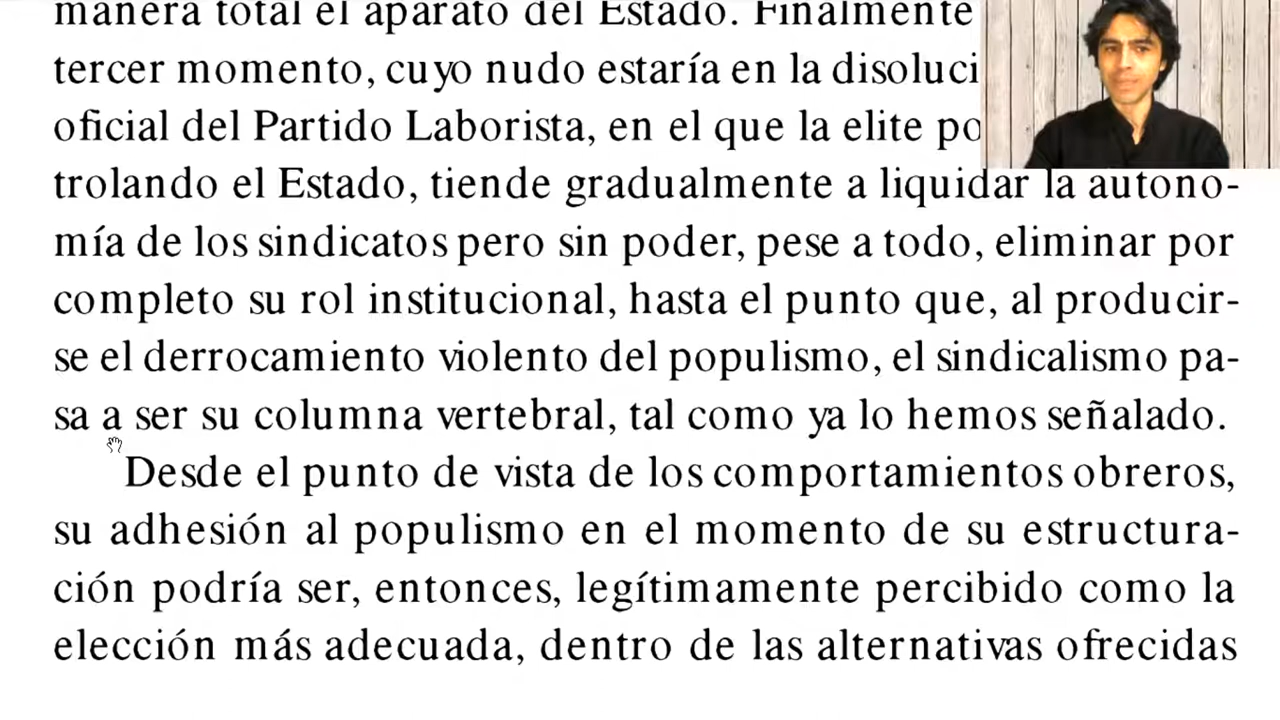 manera total el aparato del Estado. Finalmente
tercer momento, cuyo nudo estaría en la disoluci
oficial del Partido Laborista, en el que la elite po
trolando el Estado, tiende gradualmente a liquidar la autono-
mía de los sindicatos pero sin poder, pese a todo, eliminar por
completo su rol institucional, hasta el punto que, al producir-
se el derrocamiento violento del populismo, el sindicalismo pa-
sa a ser su columna vertebral, tal como ya lo hemos señalado.
Desde el punto de vista de los comportamientos obreros,
su adhesión al populismo en el momento de su estructura-
ción podría ser, entonces, legítimamente percibido como la
elección más adecuada, dentro de las alternativas ofrecidas